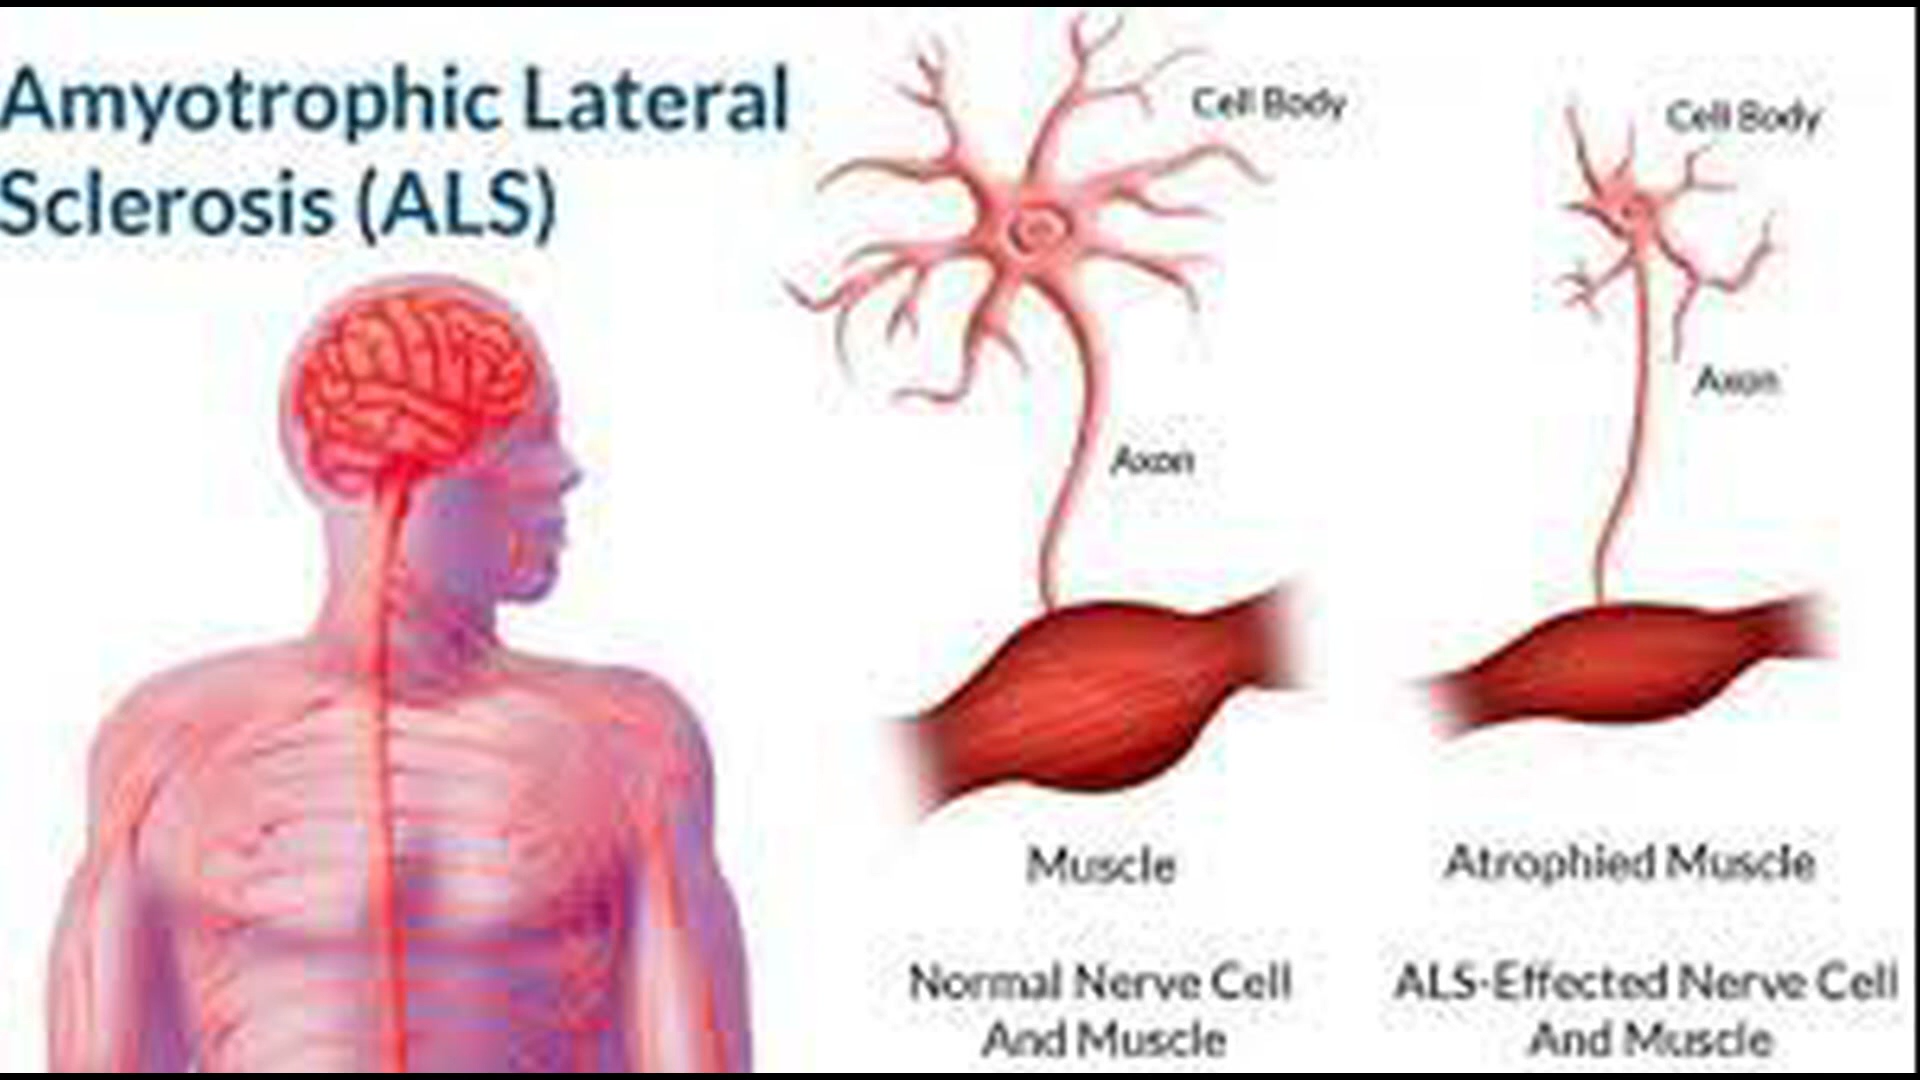 Amyotrophic Lateral
Sclerosis (ALS)
Cell Body
Axon
Muscle
Normal Nerve Cell
And Muscle
Cell Body
Axon
Atrophied Muscle
ALS-Effected Nerve Cell
And Muscle